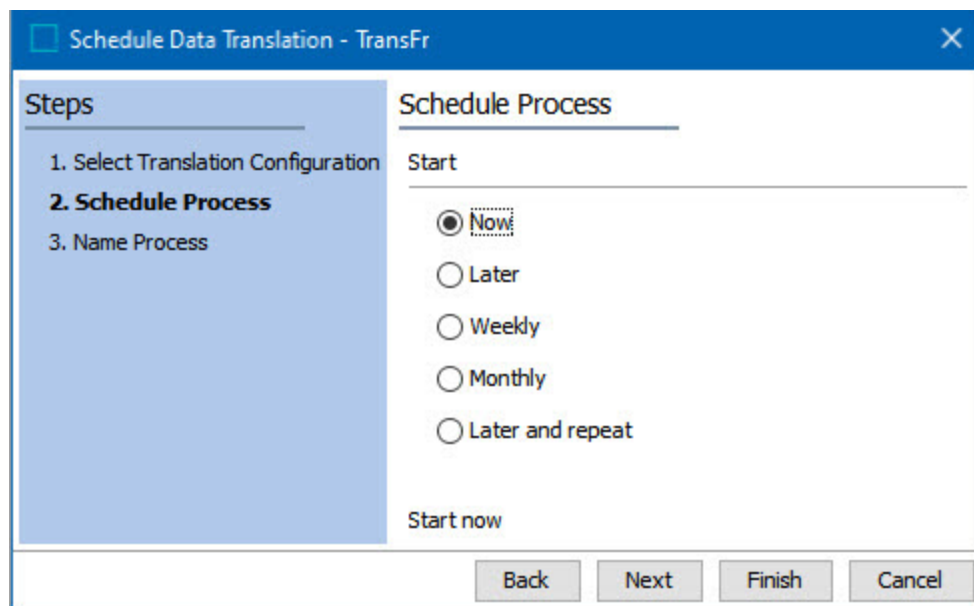 Schedule Data Translation - TransFr
Steps
1. Select Translation Configuration
2. Schedule Process
3. Name Process
Schedule Process
Start
Now
Later
Weekly
Monthly
Later and repeat
Start now
Back Next Finish Cancel